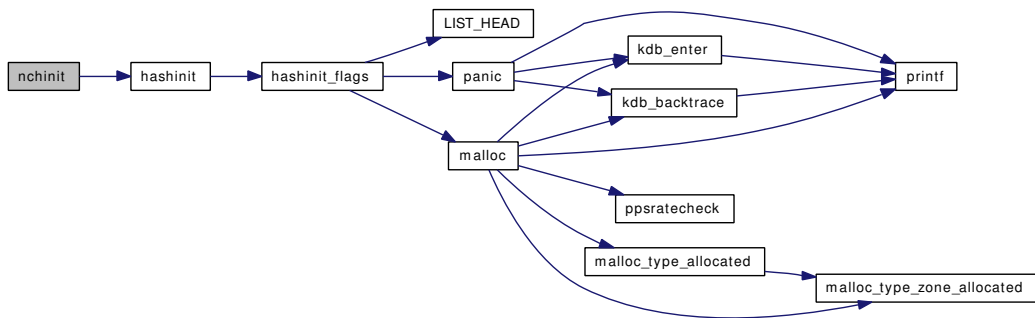 LIST_HEAD
nchinit
hashinit
hashinit_flags
panic
kdb_enter
printf
kdb_backtrace
malloc
ppsratecheck
malloc_type_allocated
malloc_type_zone_allocated